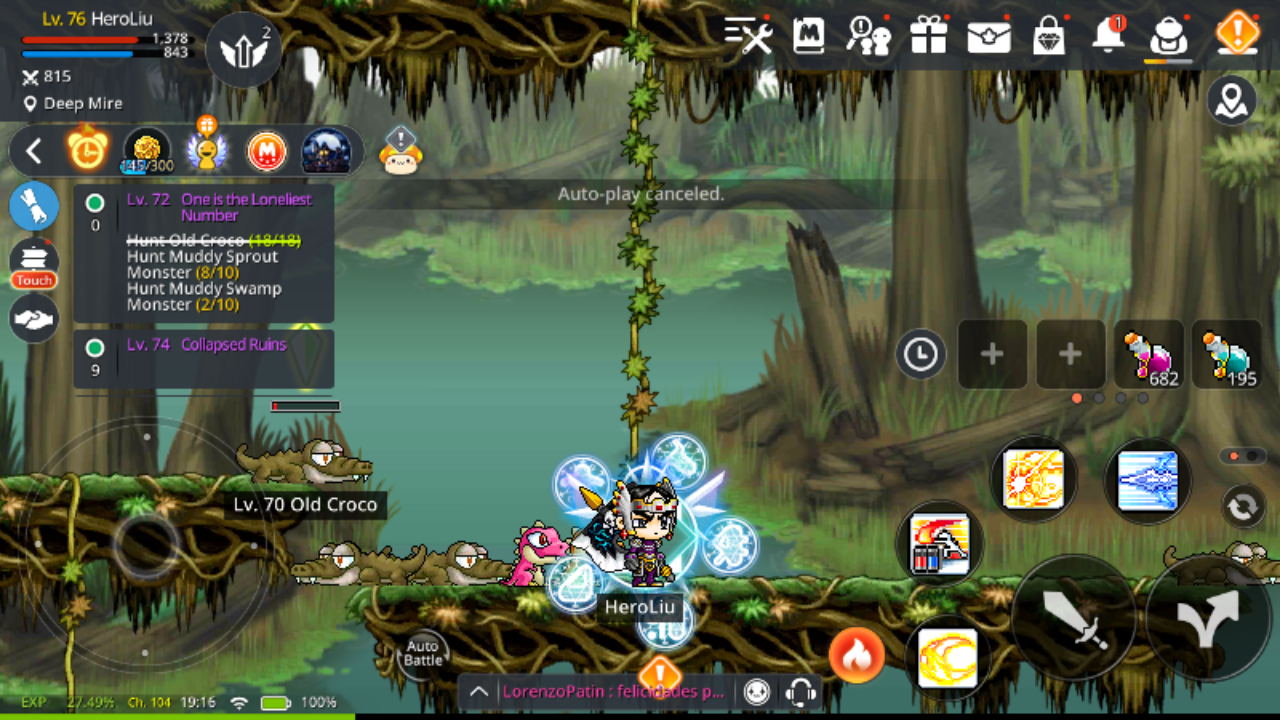 Lv. 76 HeroLiu
1,378
843
2
815
Deep Mire
1
145/300
Auto-play canceled.
Lv. 72 One is the Loneliest
Number
0
Hunt Old Croco (18/18)
Hunt Muddy Sprout
Monster (8/10)
Hunt Muddy Swamp
Monster (2/10)
Touch
Lv. 74 Collapsed Ruins
9
682
195
Lv. 70 Old Croco
HeroLiu
Auto
Battle
LorenzoPatin : felicidades p...
EXP 27.49% Ch. 104 19:16 100%